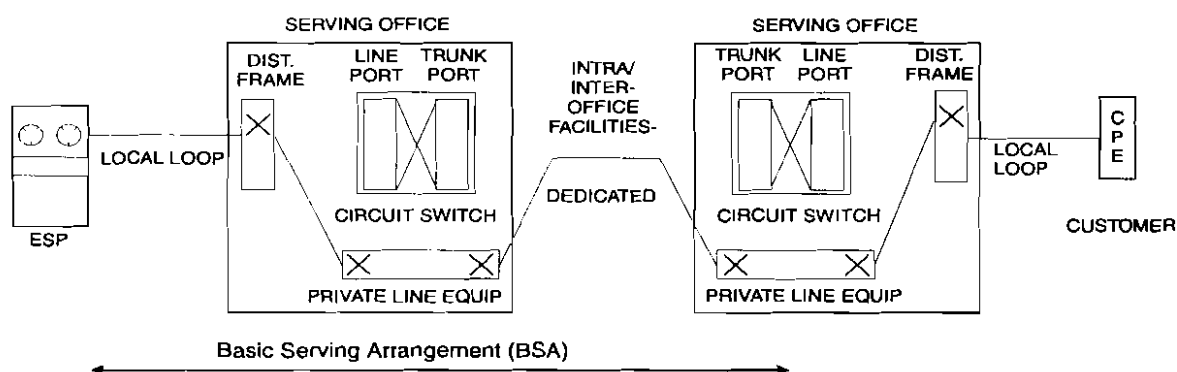 SERVING OFFICE
SERVING OFFICE
DIST.
FRAME
LINE
PORT
TRUNK
PORT
INTRA/
INTER-
OFFICE
FACILITIES-
TRUNK
PORT
LINE
PORT
DIST.
FRAME
LOCAL LOOP
DEDICATED
LOCAL
LOOP
C
P
E
CIRCUIT SWITCH
CIRCUIT SWITCH
ESP
CUSTOMER
PRIVATE LINE EQUIP
PRIVATE LINE EQUIP
Basic Serving Arrangement (BSA)